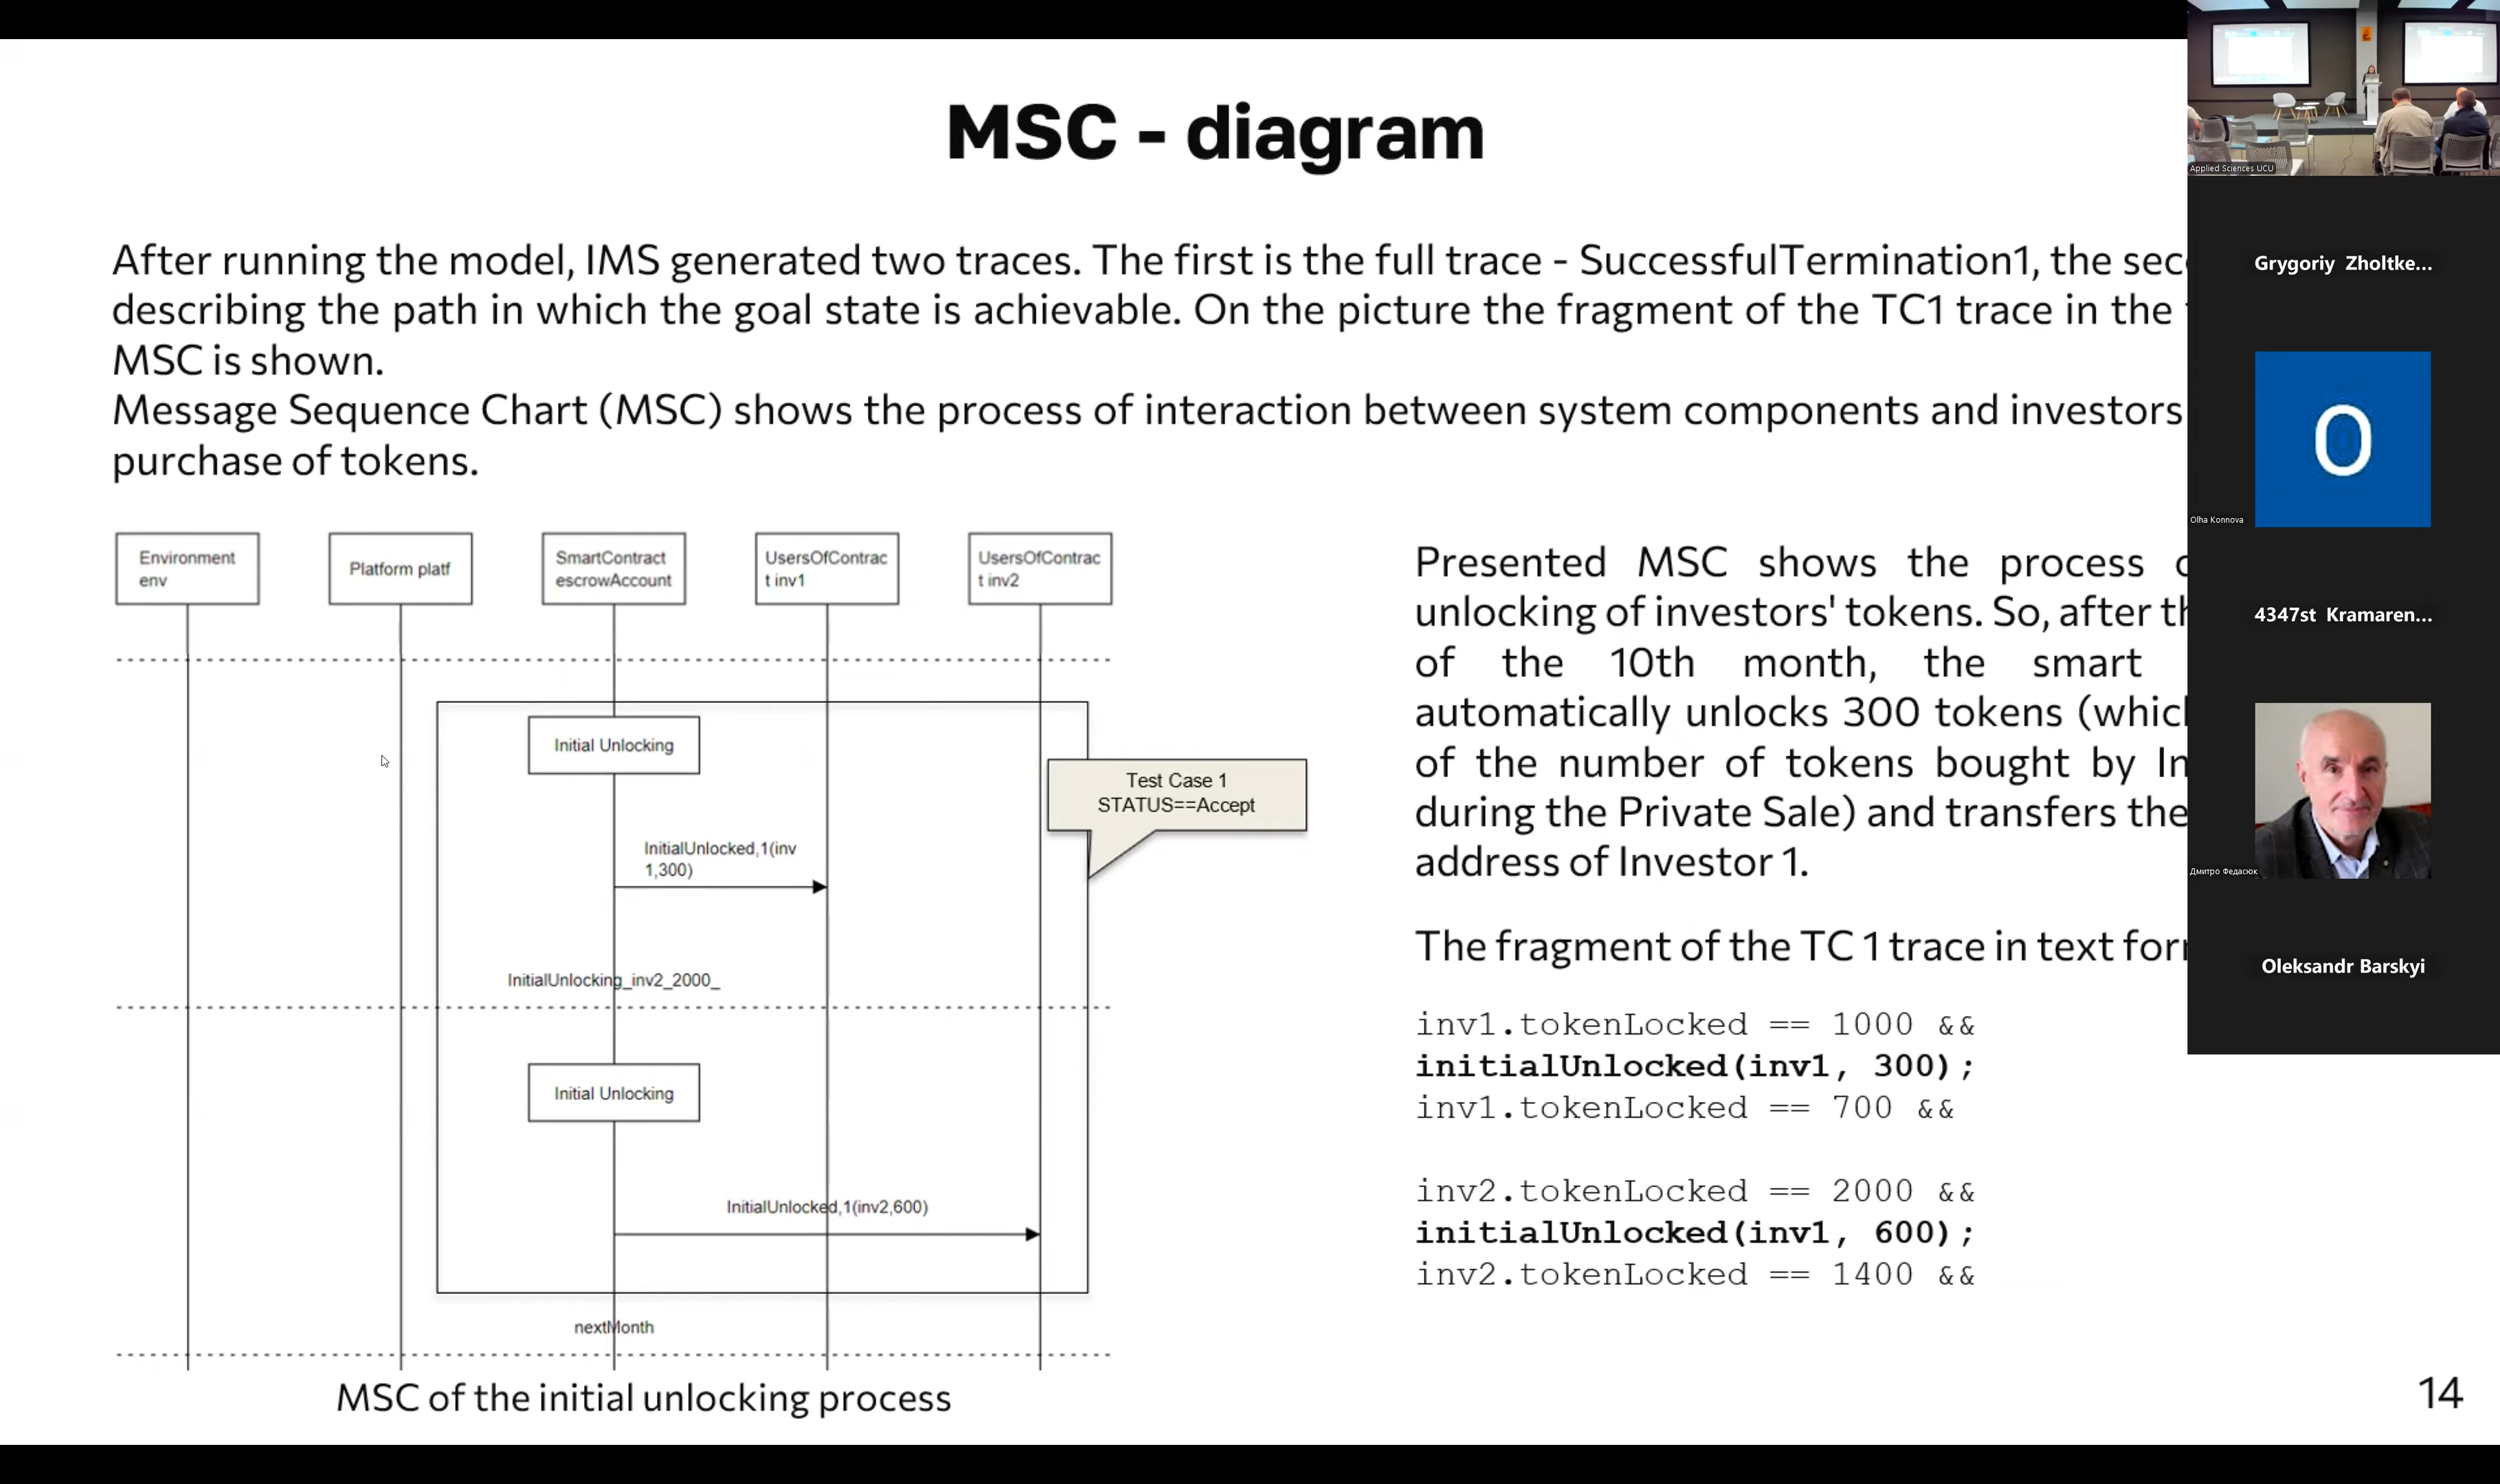 MSC - diagram
After running the model, IMS generated two traces. The first is the full trace - SuccessfulTermination1, the
describing the path in which the goal state is achievable. On the picture the fragment of the TC1 trace in the
MSC is shown.
Message Sequence Chart (MSC) shows the process of interaction between system components and investors
purchase of tokens.
Environment
env
Platform platf
SmartContract
escrowAccount
UsersOfContrac
t inv1
UsersOfContrac
t inv2
Initial Unlocking
Test Case 1
STATUS==Accept
InitialUnlocked,1(inv
1,300)
InitialUnlocking_inv2_2000_
Initial Unlocking
InitialUnlocked,1(inv2,600)
nextMonth
MSC of the initial unlocking process
Presented MSC shows the process
unlocking of investors' tokens. So, after
of the 10th month, the smart
automatically unlocks 300 tokens
of the number of tokens bought by
during the Private Sale) and transfers
address of Investor 1.
The fragment of the TC 1 trace in text
inv1.tokenLocked == 1000 &&
initialUnlocked(inv1, 300);
inv1.tokenLocked == 700 &&
inv2.tokenLocked == 2000 &&
initialUnlocked(inv1, 600);
inv2.tokenLocked == 1400 &&
14
Applied Sciences UCU
Grygoriy Zholtke...
O
Olha Konnova
4347st Kramaren...
Дмитро Федасюк
Oleksandr Barskyi